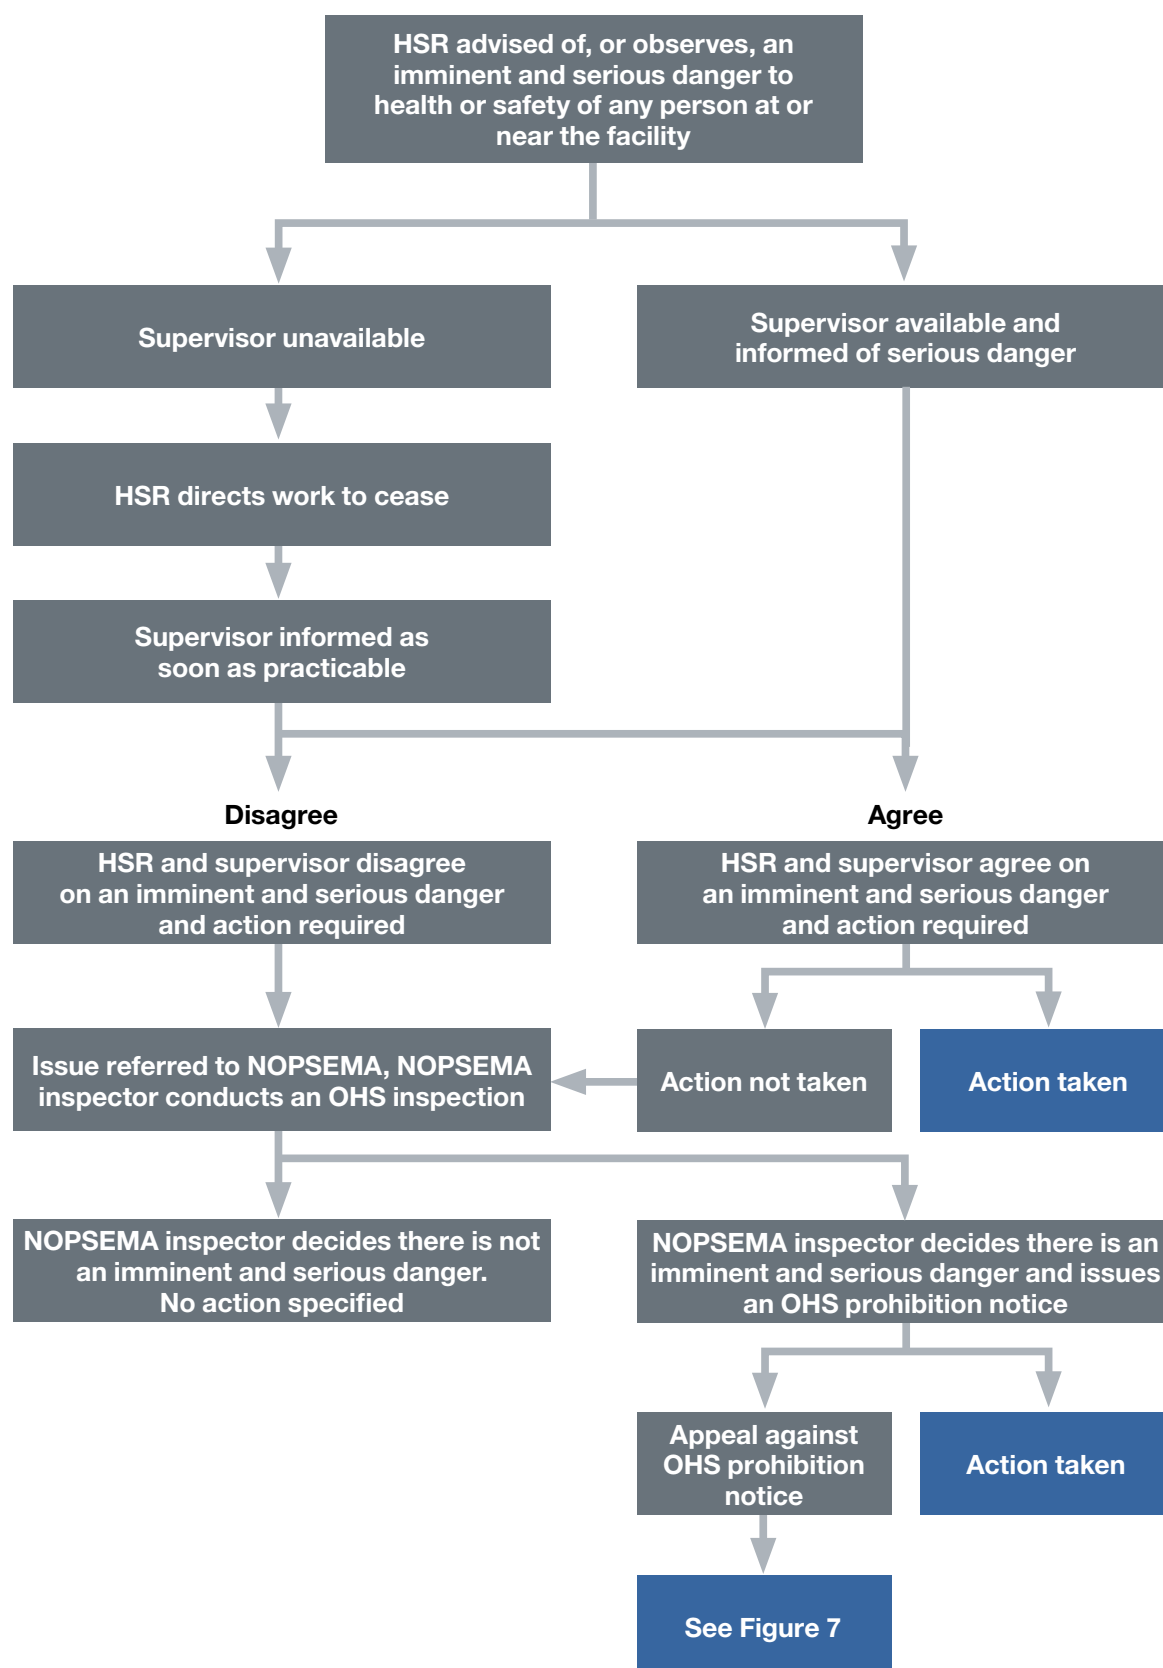 HSR advised of, or observes, an
imminent and serious danger to
health or safety of any person at or
near the facility
Supervisor unavailable
Supervisor available and
informed of serious danger
HSR directs work to cease
Supervisor informed as
soon as practicable
Disagree
Agree
HSR and supervisor disagree
on an imminent and serious danger
and action required
HSR and supervisor agree on
an imminent and serious danger
and action required
Issue referred to NOPSEMA, NOPSEMA
inspector conducts an OHS inspection
Action not taken
Action taken
NOPSEMA inspector decides there is not
an imminent and serious danger.
No action specified
NOPSEMA inspector decides there is an
imminent and serious danger and issues
an OHS prohibition notice
Appeal against
OHS prohibition
notice
Action taken
See Figure 7